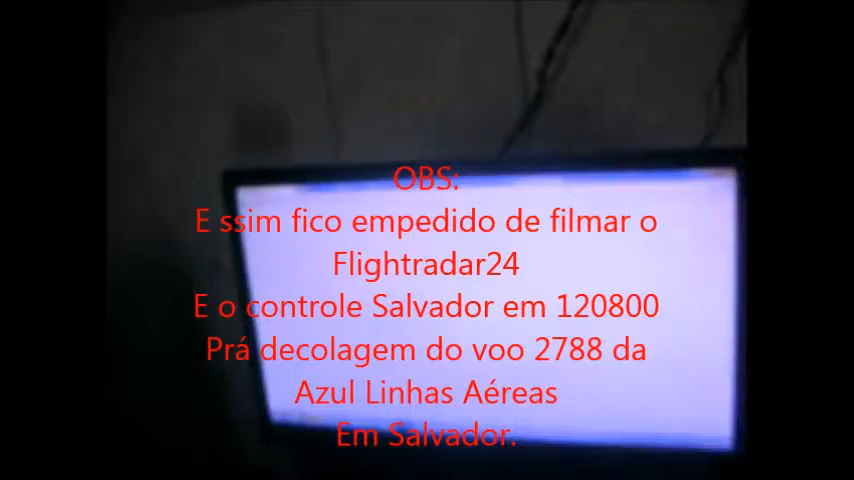 OBS:
E ssim fico empedido de filmar o
Flightradar24
E o controle Salvador em 120800
Prá decolagem do voo 2788 da
Azul Linhas Aéreas
Em Salvador.